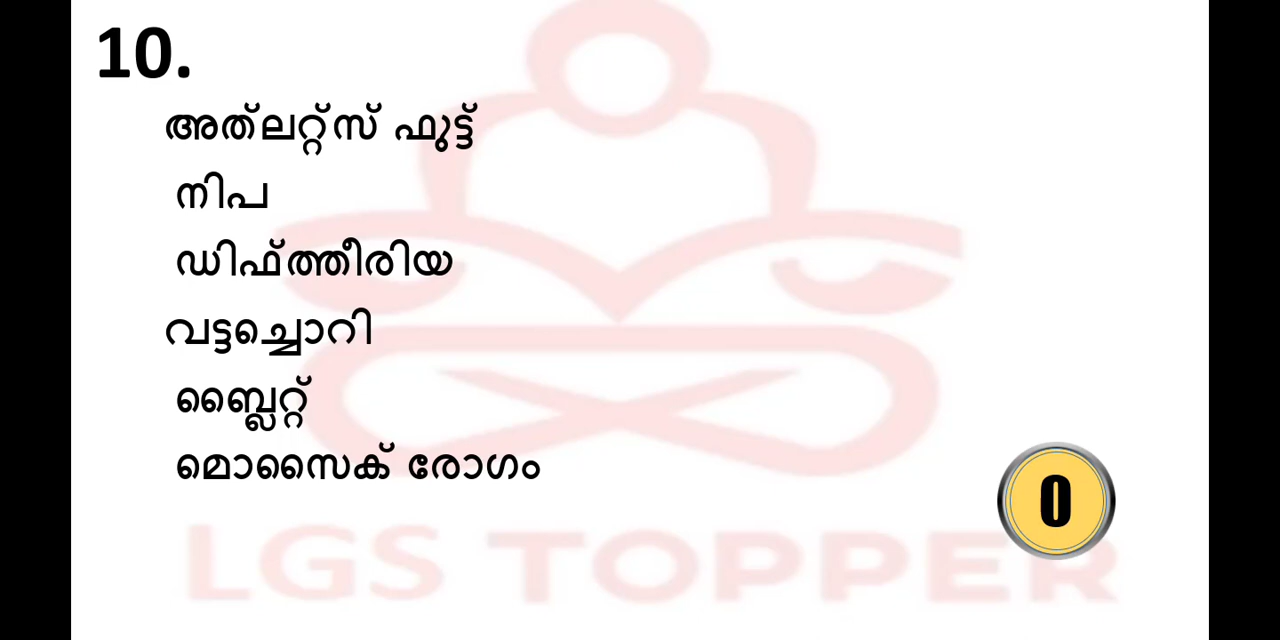 10.
അത്‌ലറ്റ്സ് ഫുട്ട്
നിപ
ഡിഫ്ത്തീരിയ
വട്ടച്ചൊറി
ബ്ലൈറ്റ്
മൊസൈക് രോഗം
0
LGS TOPPER